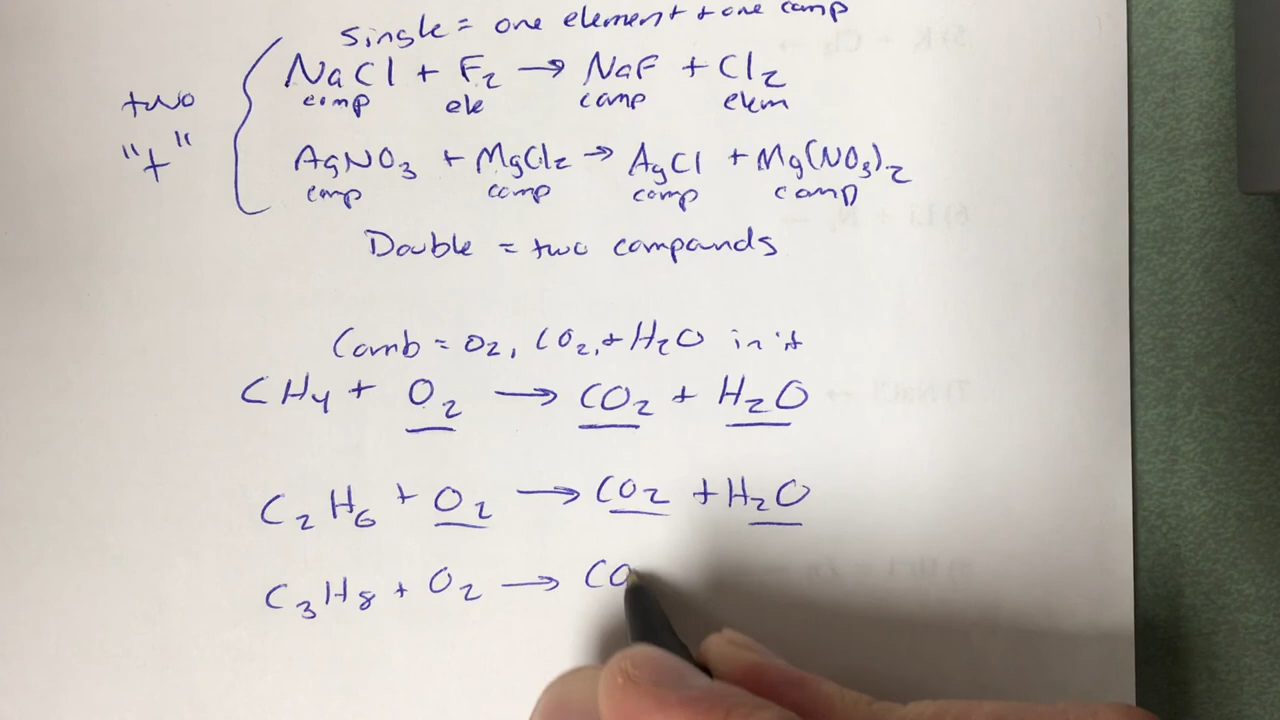 single = one element + one comp
NaCl + F₂ → NaF + Cl₂
comp ele comp elem
two
"+"
AgNO₃ + MgCl₂ → AgCl + Mg(NO₃)₂
comp comp comp comp
Double = two compounds
Comb = O₂, CO₂, + H₂O in it
CH₄ + O₂ → CO₂ + H₂O
C₂H₆ + O₂ → CO₂ + H₂O
C₃H₈ + O₂ → CO